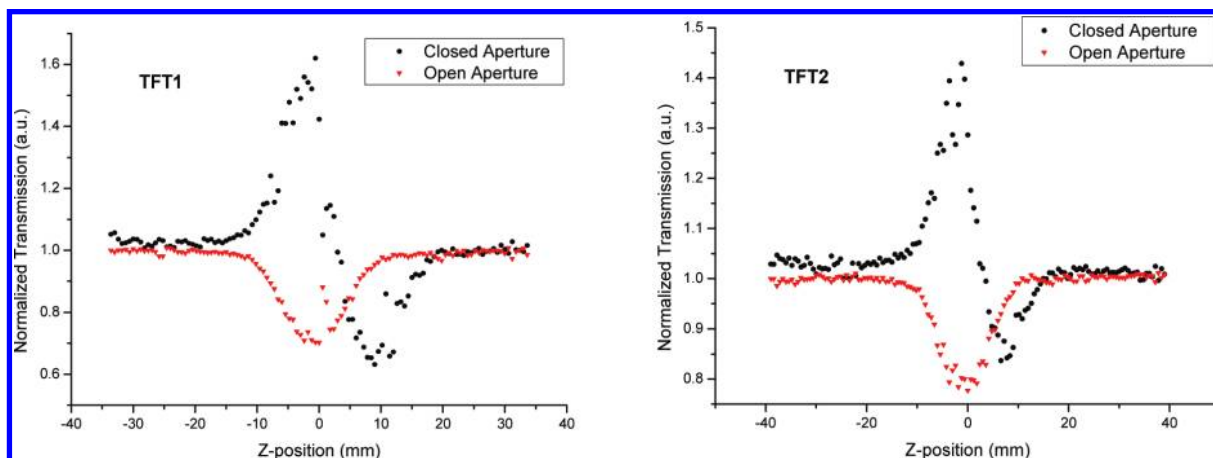 TFT1
Closed Aperture
Open Aperture
Normalized Transmission (a.u.)
1.6
1.4
1.2
1.0
0.8
0.6
-40 -30 -20 -10 0 10 20 30 40
Z-position (mm)
TFT2
Closed Aperture
Open Aperture
Normalized Transmission (a.u.)
1.5
1.4
1.3
1.2
1.1
1.0
0.9
0.8
-40 -20 0 20 40
Z-position (mm)